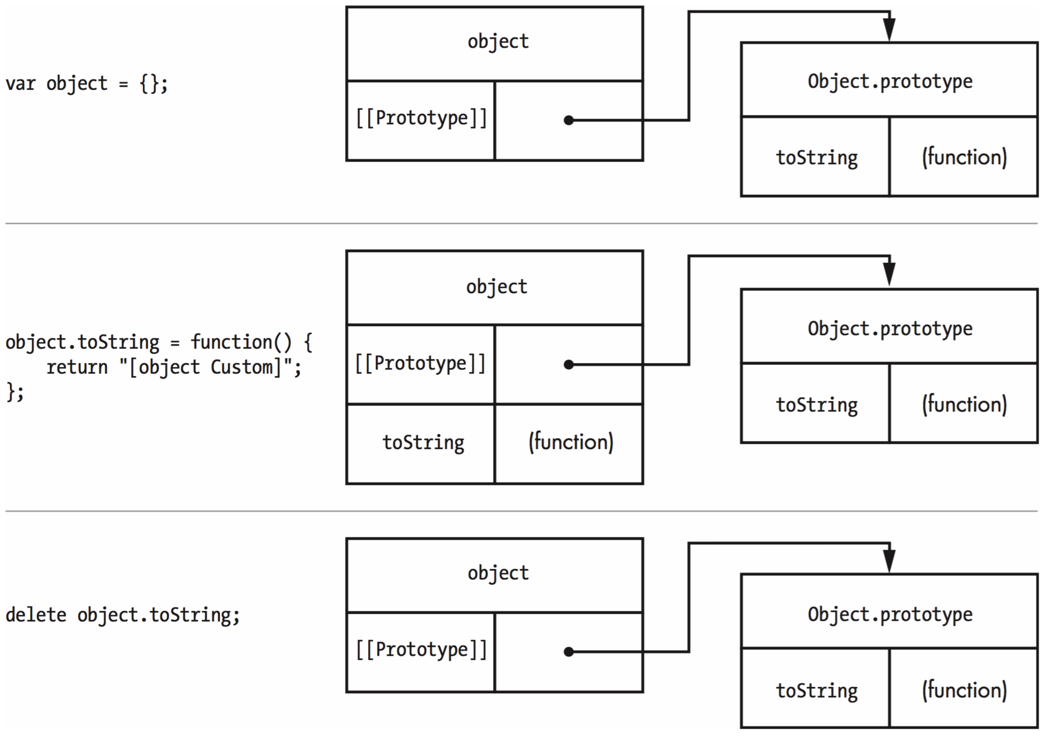 object
Object.prototype
var object = {};
[[Prototype]]
toString
(function)
object
Object.prototype
object.toString = function() {
return "[object Custom]";
};
[[Prototype]]
toString
(function)
toString
(function)
object
Object.prototype
delete object.toString;
[[Prototype]]
toString
(function)